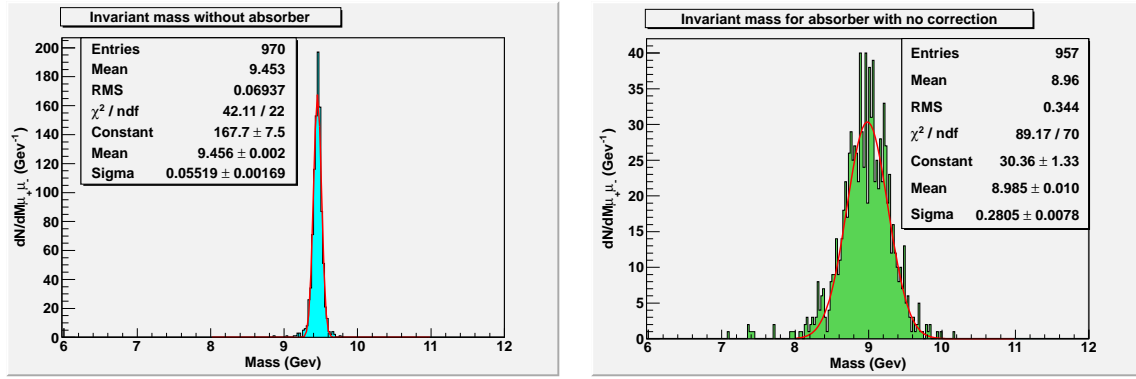 Invariant mass without absorber
Entries 970
Mean 9.453
RMS 0.06937
χ² / ndf 42.11 / 22
Constant 167.7 ± 7.5
Mean 9.456 ± 0.002
Sigma 0.05519 ± 0.00169
dN/dMμ₊μ₋ (Gev⁻¹)
200
180
160
140
120
100
80
60
40
20
0
6 7 8 9 10 11 12
Mass (Gev)
Invariant mass for absorber with no correction
Entries 957
Mean 8.96
RMS 0.344
χ² / ndf 89.17 / 70
Constant 30.36 ± 1.33
Mean 8.985 ± 0.010
Sigma 0.2805 ± 0.0078
dN/dMμ₊μ₋ (Gev⁻¹)
40
35
30
25
20
15
10
5
0
6 7 8 9 10 11 12
Mass (Gev)